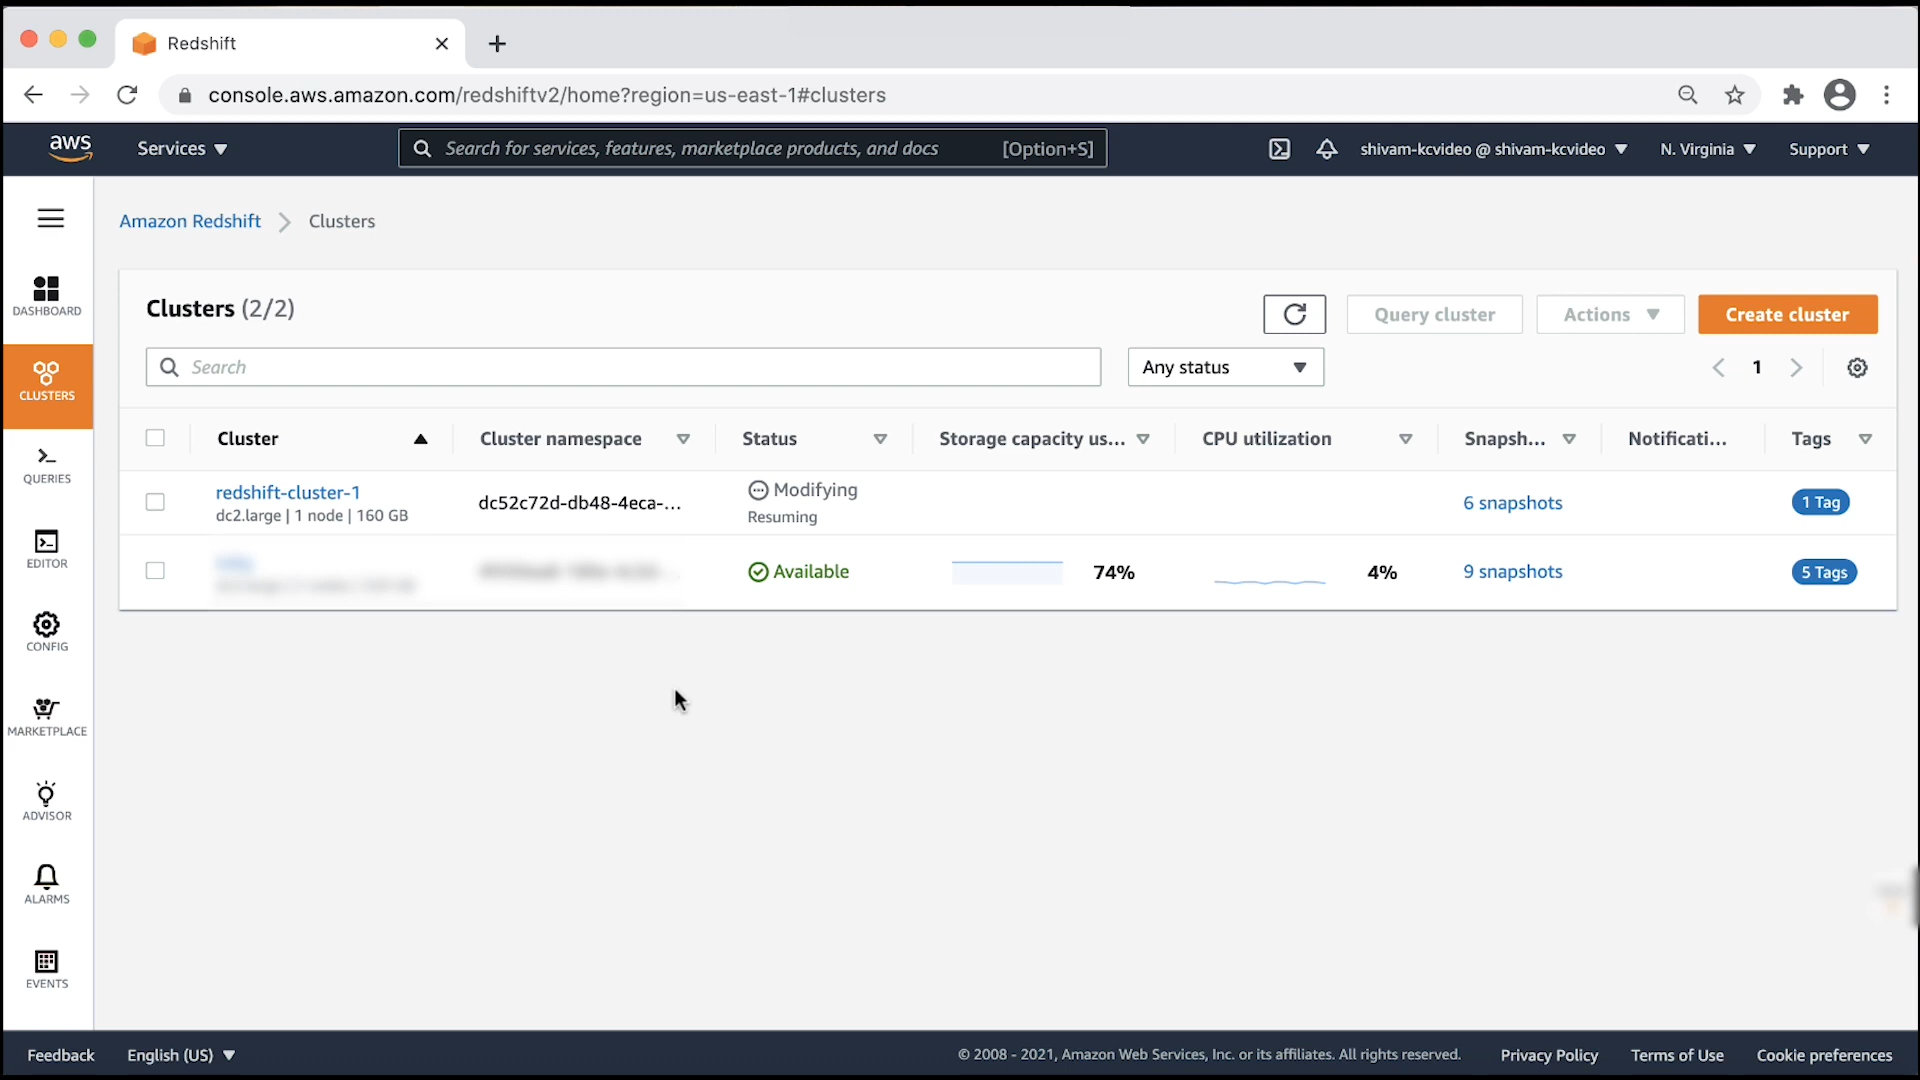 Redshift
console.aws.amazon.com/redshiftv2/home?region=us-east-1#clusters
aws
Services
Search for services, features, marketplace products, and docs
[Option+S]
shivam-kcvideo @ shivam-kcvideo
N. Virginia
Support
Amazon Redshift
Clusters
DASHBOARD
CLUSTERS
QUERIES
EDITOR
CONFIG
MARKETPLACE
ADVISOR
ALARMS
EVENTS
Clusters (2/2)
Query cluster
Actions
Create cluster
Search
Any status
1
Cluster
Cluster namespace
Status
Storage capacity us...
CPU utilization
Snapsh...
Notificati...
Tags
redshift-cluster-1
dc2.large | 1 node | 160 GB
dc52c72d-db48-4eca-...
Modifying
Resuming
6 snapshots
1 Tag
Available
74%
4%
9 snapshots
5 Tags
Feedback
English (US)
© 2008 - 2021, Amazon Web Services, Inc. or its affiliates. All rights reserved.
Privacy Policy
Terms of Use
Cookie preferences